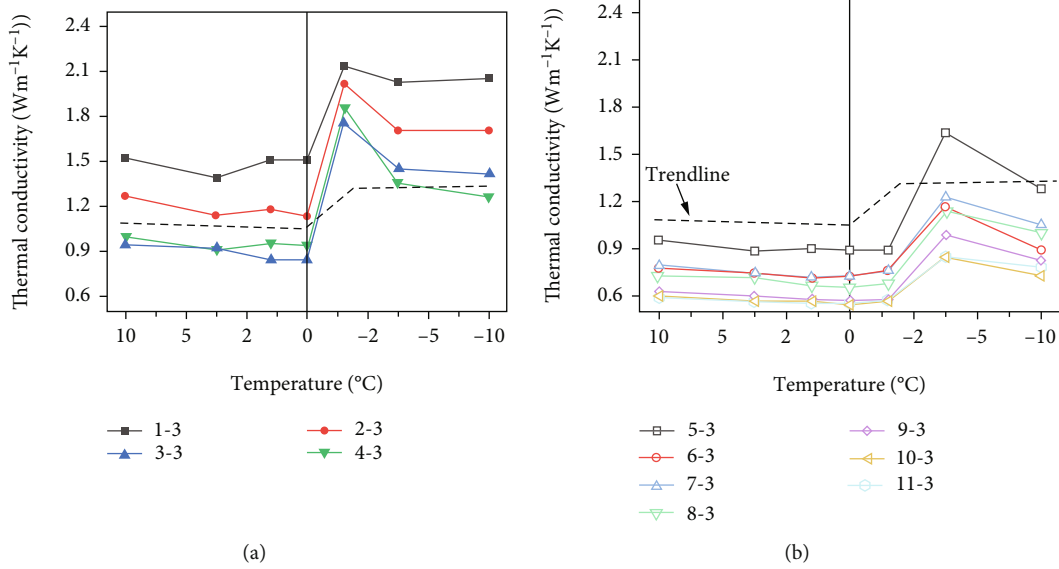 2.4
2.1
1.8
1.5
1.2
0.9
0.6
Thermal conductivity (Wm⁻¹K⁻¹))
10 5 2 0 −2 −5 −10
Temperature (°C)
1-3 2-3
3-3 4-3
(a)
2.4
2.1
1.8
1.5
1.2
0.9
0.6
Thermal conductivity (Wm⁻¹K⁻¹))
Trendline
10 5 2 0 −2 −5 −10
Temperature (°C)
5-3 9-3
6-3 10-3
7-3 11-3
8-3
(b)